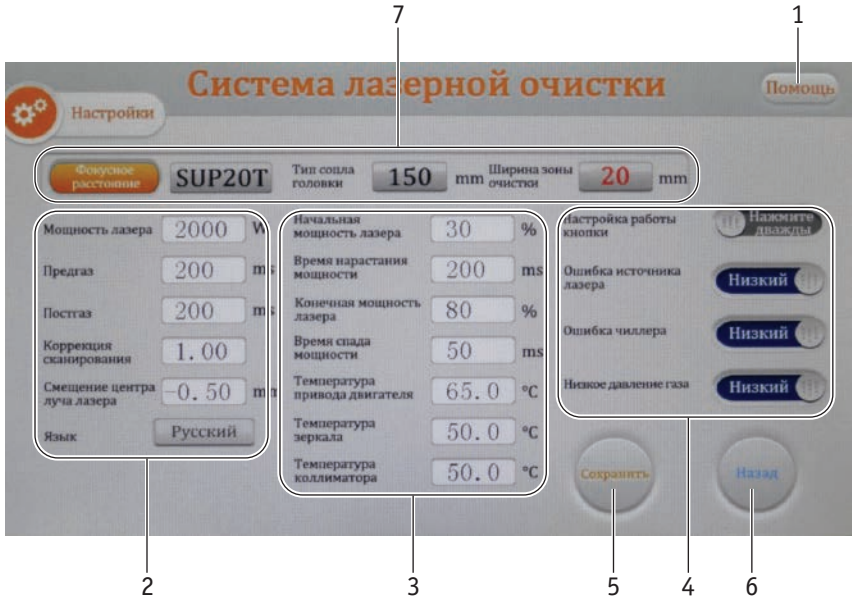 7
1
Система лазерной очистки
Настройки
Помощь
Фокусное
расстояние
SUP20T
Тип сопла
головки
150
mm
Ширина зоны
очистки
20
mm
Мощность лазера
2000
W
Предгаз
200
ms
Постгаз
200
ms
Коррекция
сканирования
1.00
Смещение центра
луча лазера
-0.50
mm
Язык
Русский
Начальная
мощность лазера
30
%
Время нарастания
мощности
200
ms
Конечная мощность
лазера
80
%
Время спада
мощности
50
ms
Температура
привода двигателя
65.0
°C
Температура
зеркала
50.0
°C
Температура
коллиматора
50.0
°C
Настройка работы
кнопки
Нажмите
дважды
Ошибка источника
лазера
Низкий
Ошибка чиллера
Низкий
Низкое давление газа
Низкий
Сохранить
Назад
2
3
5
4
6